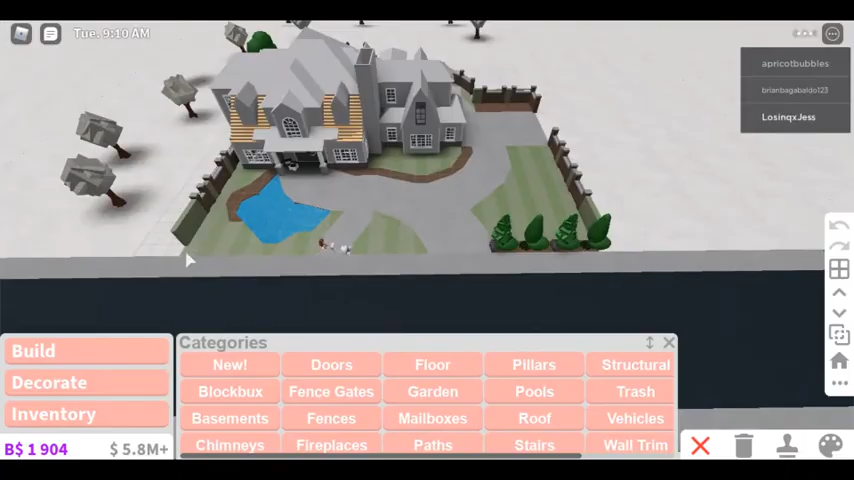 Tue. 9:10 AM
apricotbubbles
brianbagabaldo123
LosinqxJess
Build
Decorate
Inventory
B$ 1 904 $ 5.8M+
Categories
New! Doors Floor Pillars Structural
Blockbux Fence Gates Garden Pools Trash
Basements Fences Mailboxes Roof Vehicles
Chimneys Fireplaces Paths Stairs Wall Trim